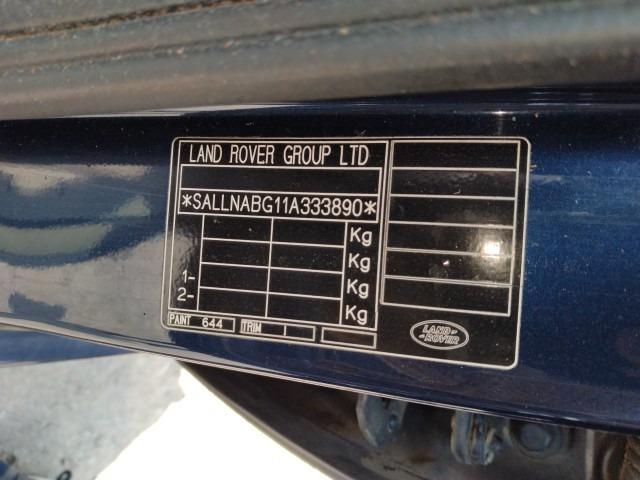 LAND ROVER GROUP LTD
*SALLNABG11A333890*
Kg
Kg
1- Kg
2- Kg
PAINT 644 TRIM
LAND-
-ROVER